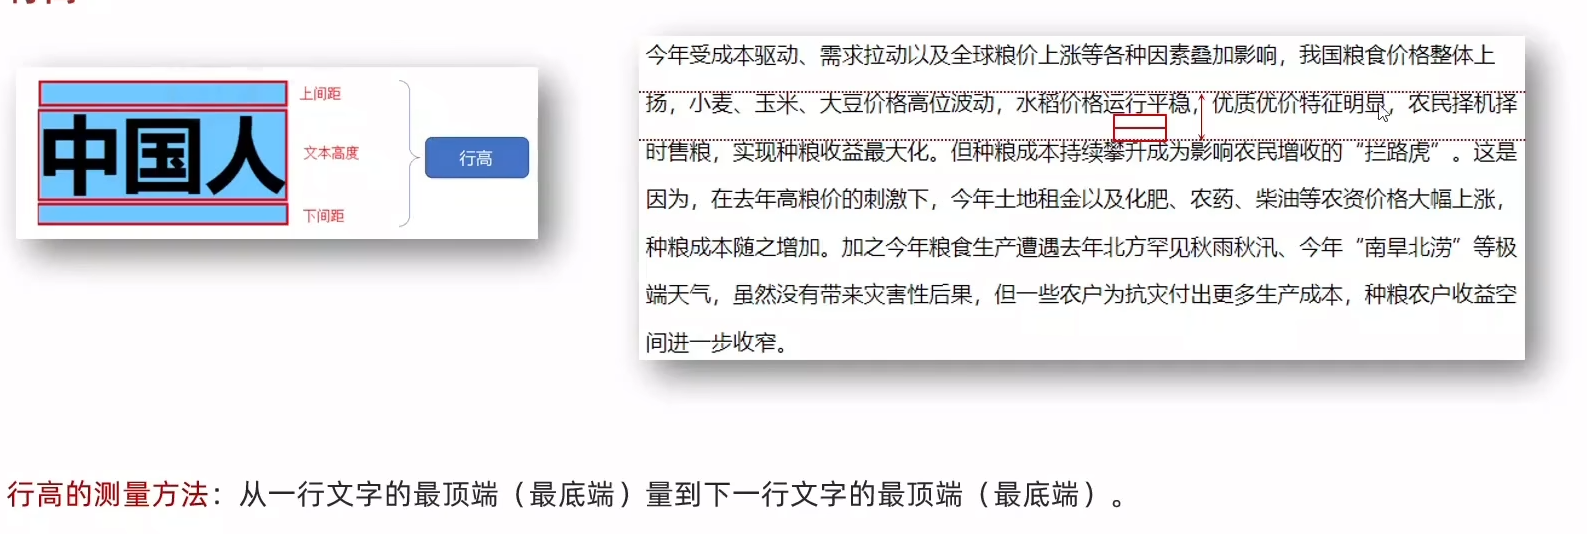 上间距
中国人
文本高度
行高
下间距
今年受成本驱动、需求拉动以及全球粮价上涨等各种因素叠加影响，我国粮食价格整体上
扬，小麦、玉米、大豆价格高位波动，水稻价格运行平稳，优质优价特征明显，农民择机择
时售粮，实现种粮收益最大化。但种粮成本持续攀升成为影响农民增收的“拦路虎”。这是
因为，在去年高粮价的刺激下，今年土地租金以及化肥、农药、柴油等农资价格大幅上涨，
种粮成本随之增加。加之今年粮食生产遭遇去年北方罕见秋雨秋汛、今年“南旱北涝”等极
端天气，虽然没有带来灾害性后果，但一些农户为抗灾付出更多生产成本，种粮农户收益空
间进一步收窄。
行高的测量方法：从一行文字的最顶端（最底端）量到下一行文字的最顶端（最底端）。